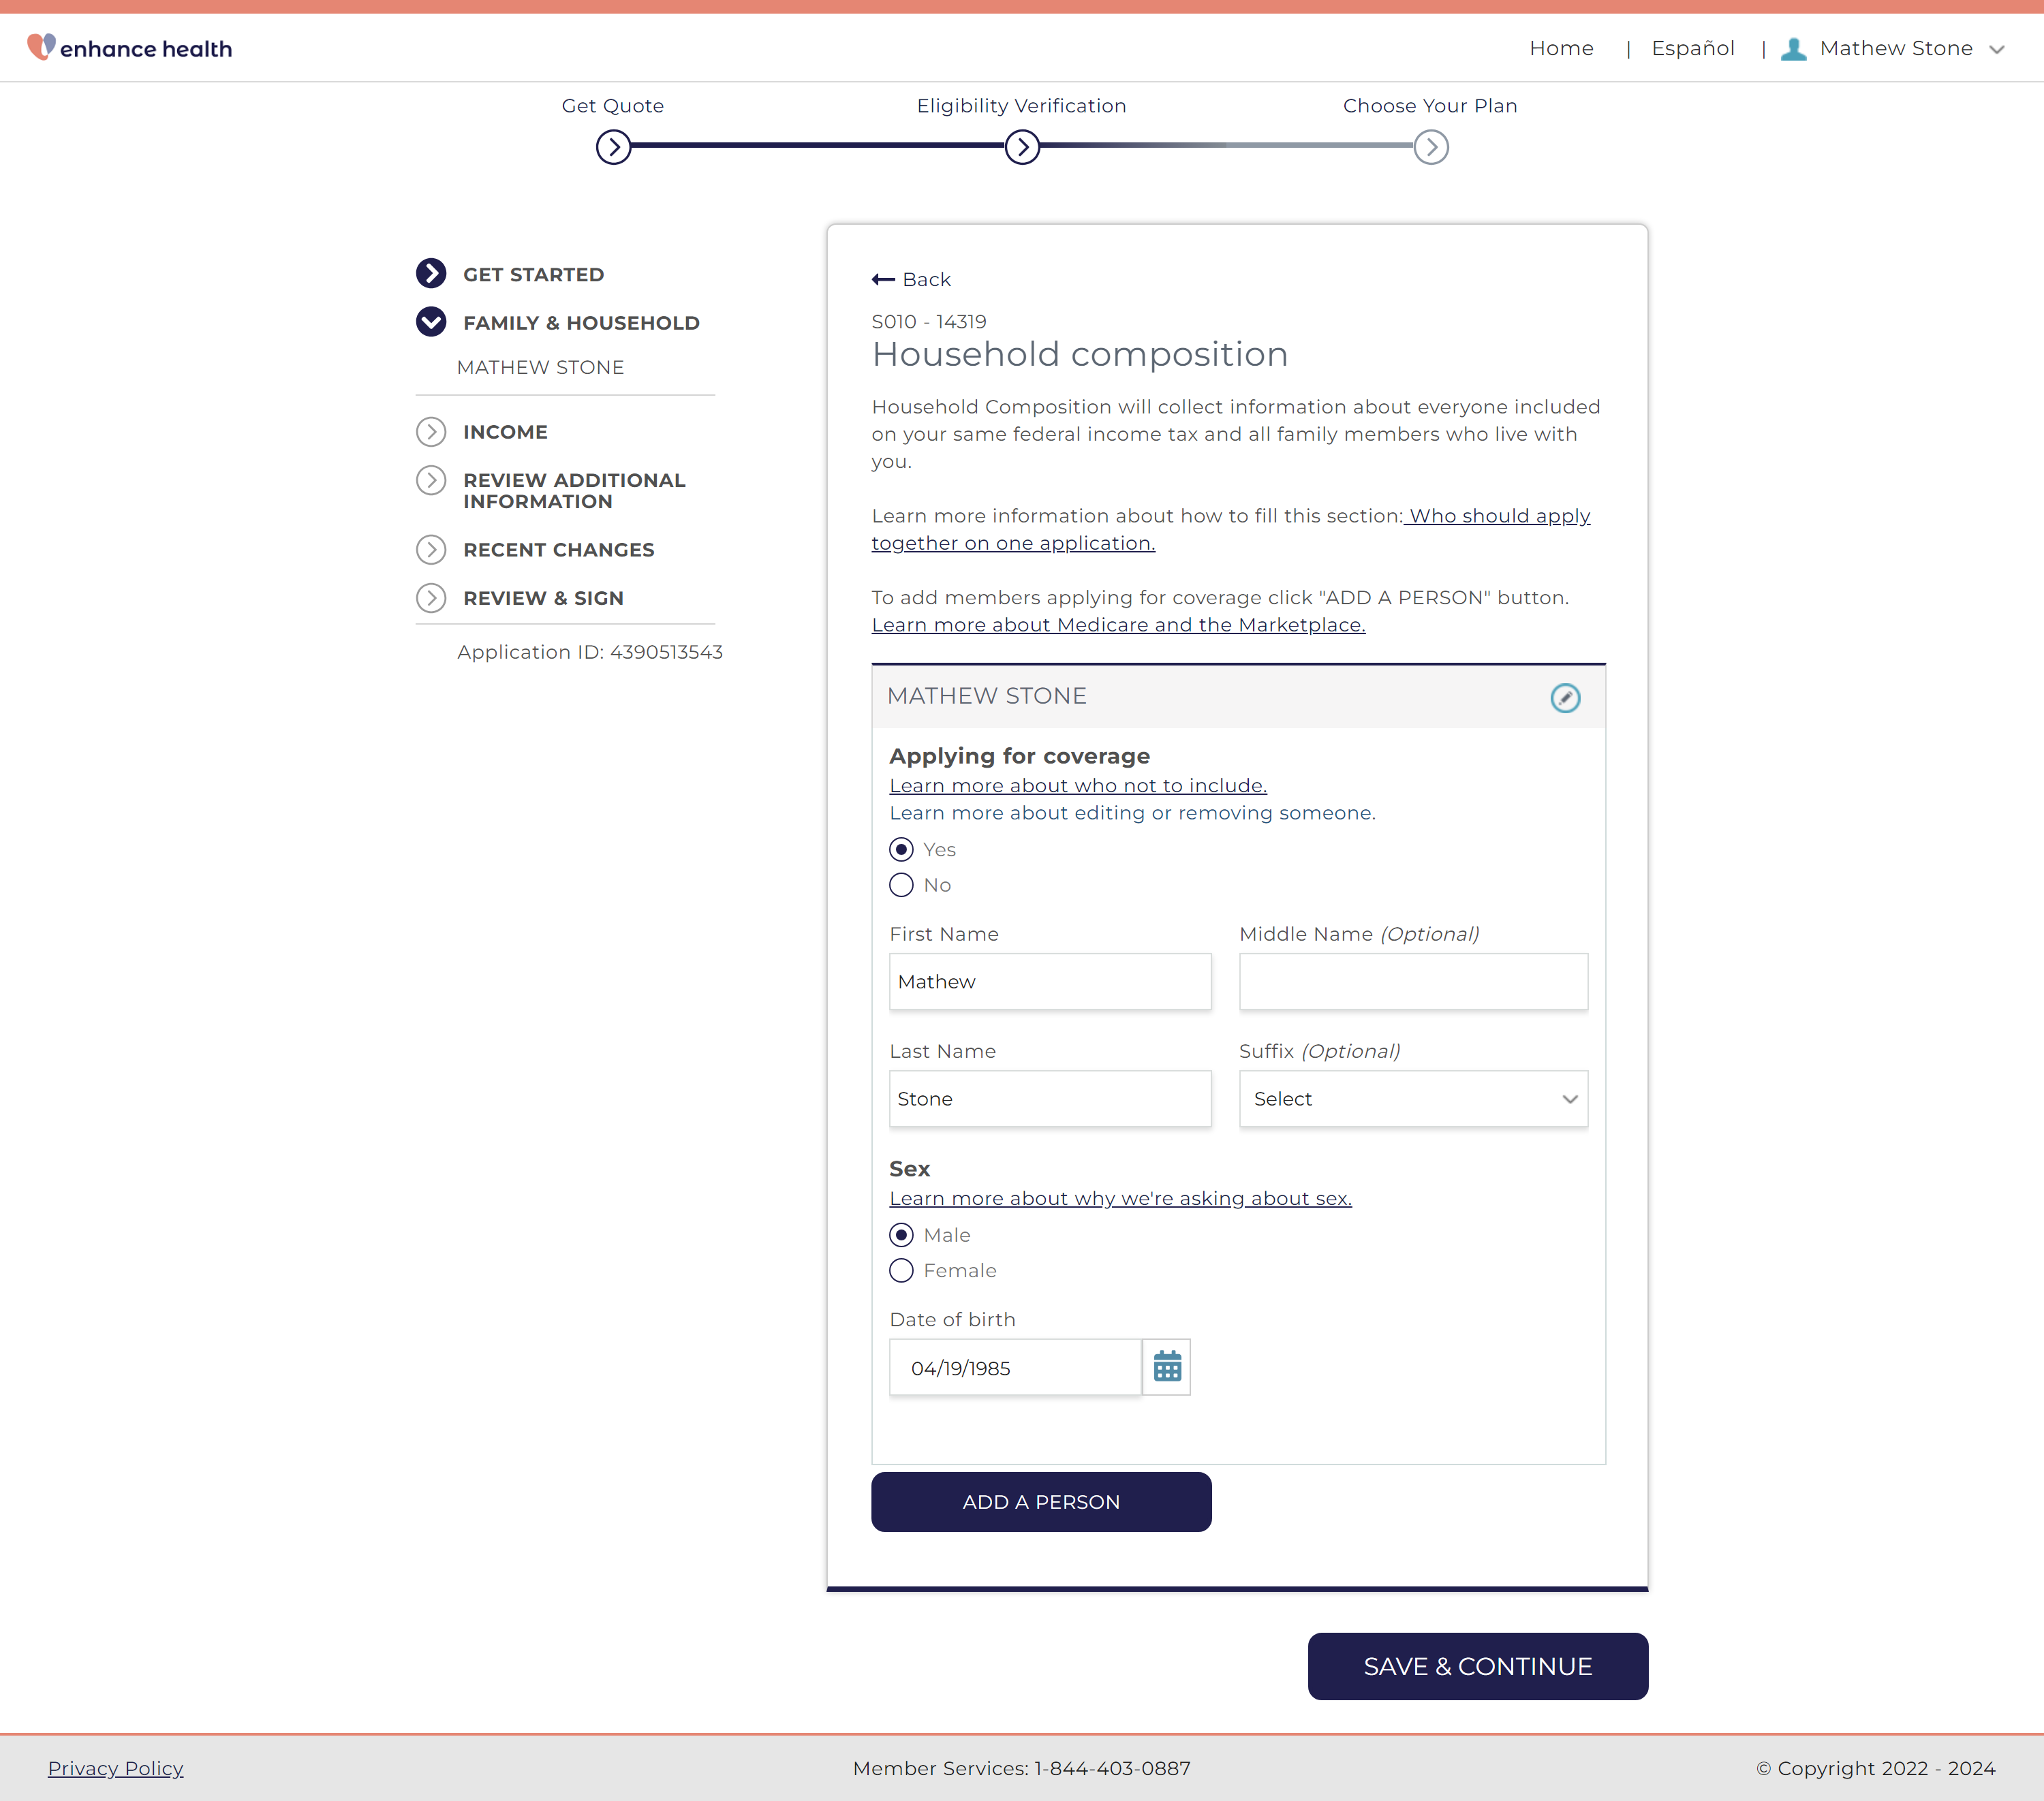 enhance health
Home | Español | Mathew Stone
Get Quote
Eligibility Verification
Choose Your Plan
GET STARTED
FAMILY & HOUSEHOLD
MATHEW STONE
INCOME
REVIEW ADDITIONAL
INFORMATION
RECENT CHANGES
REVIEW & SIGN
Application ID: 4390513543
Back
S010 - 14319
Household composition
Household Composition will collect information about everyone included
on your same federal income tax and all family members who live with
you.
Learn more information about how to fill this section: Who should apply
together on one application.
To add members applying for coverage click "ADD A PERSON" button.
Learn more about Medicare and the Marketplace.
MATHEW STONE
Applying for coverage
Learn more about who not to include.
Learn more about editing or removing someone.
Yes
No
First Name
Middle Name (Optional)
Mathew
Last Name
Suffix (Optional)
Stone
Select
Sex
Learn more about why we're asking about sex.
Male
Female
Date of birth
04/19/1985
ADD A PERSON
SAVE & CONTINUE
Privacy Policy
Member Services: 1-844-403-0887
© Copyright 2022 - 2024